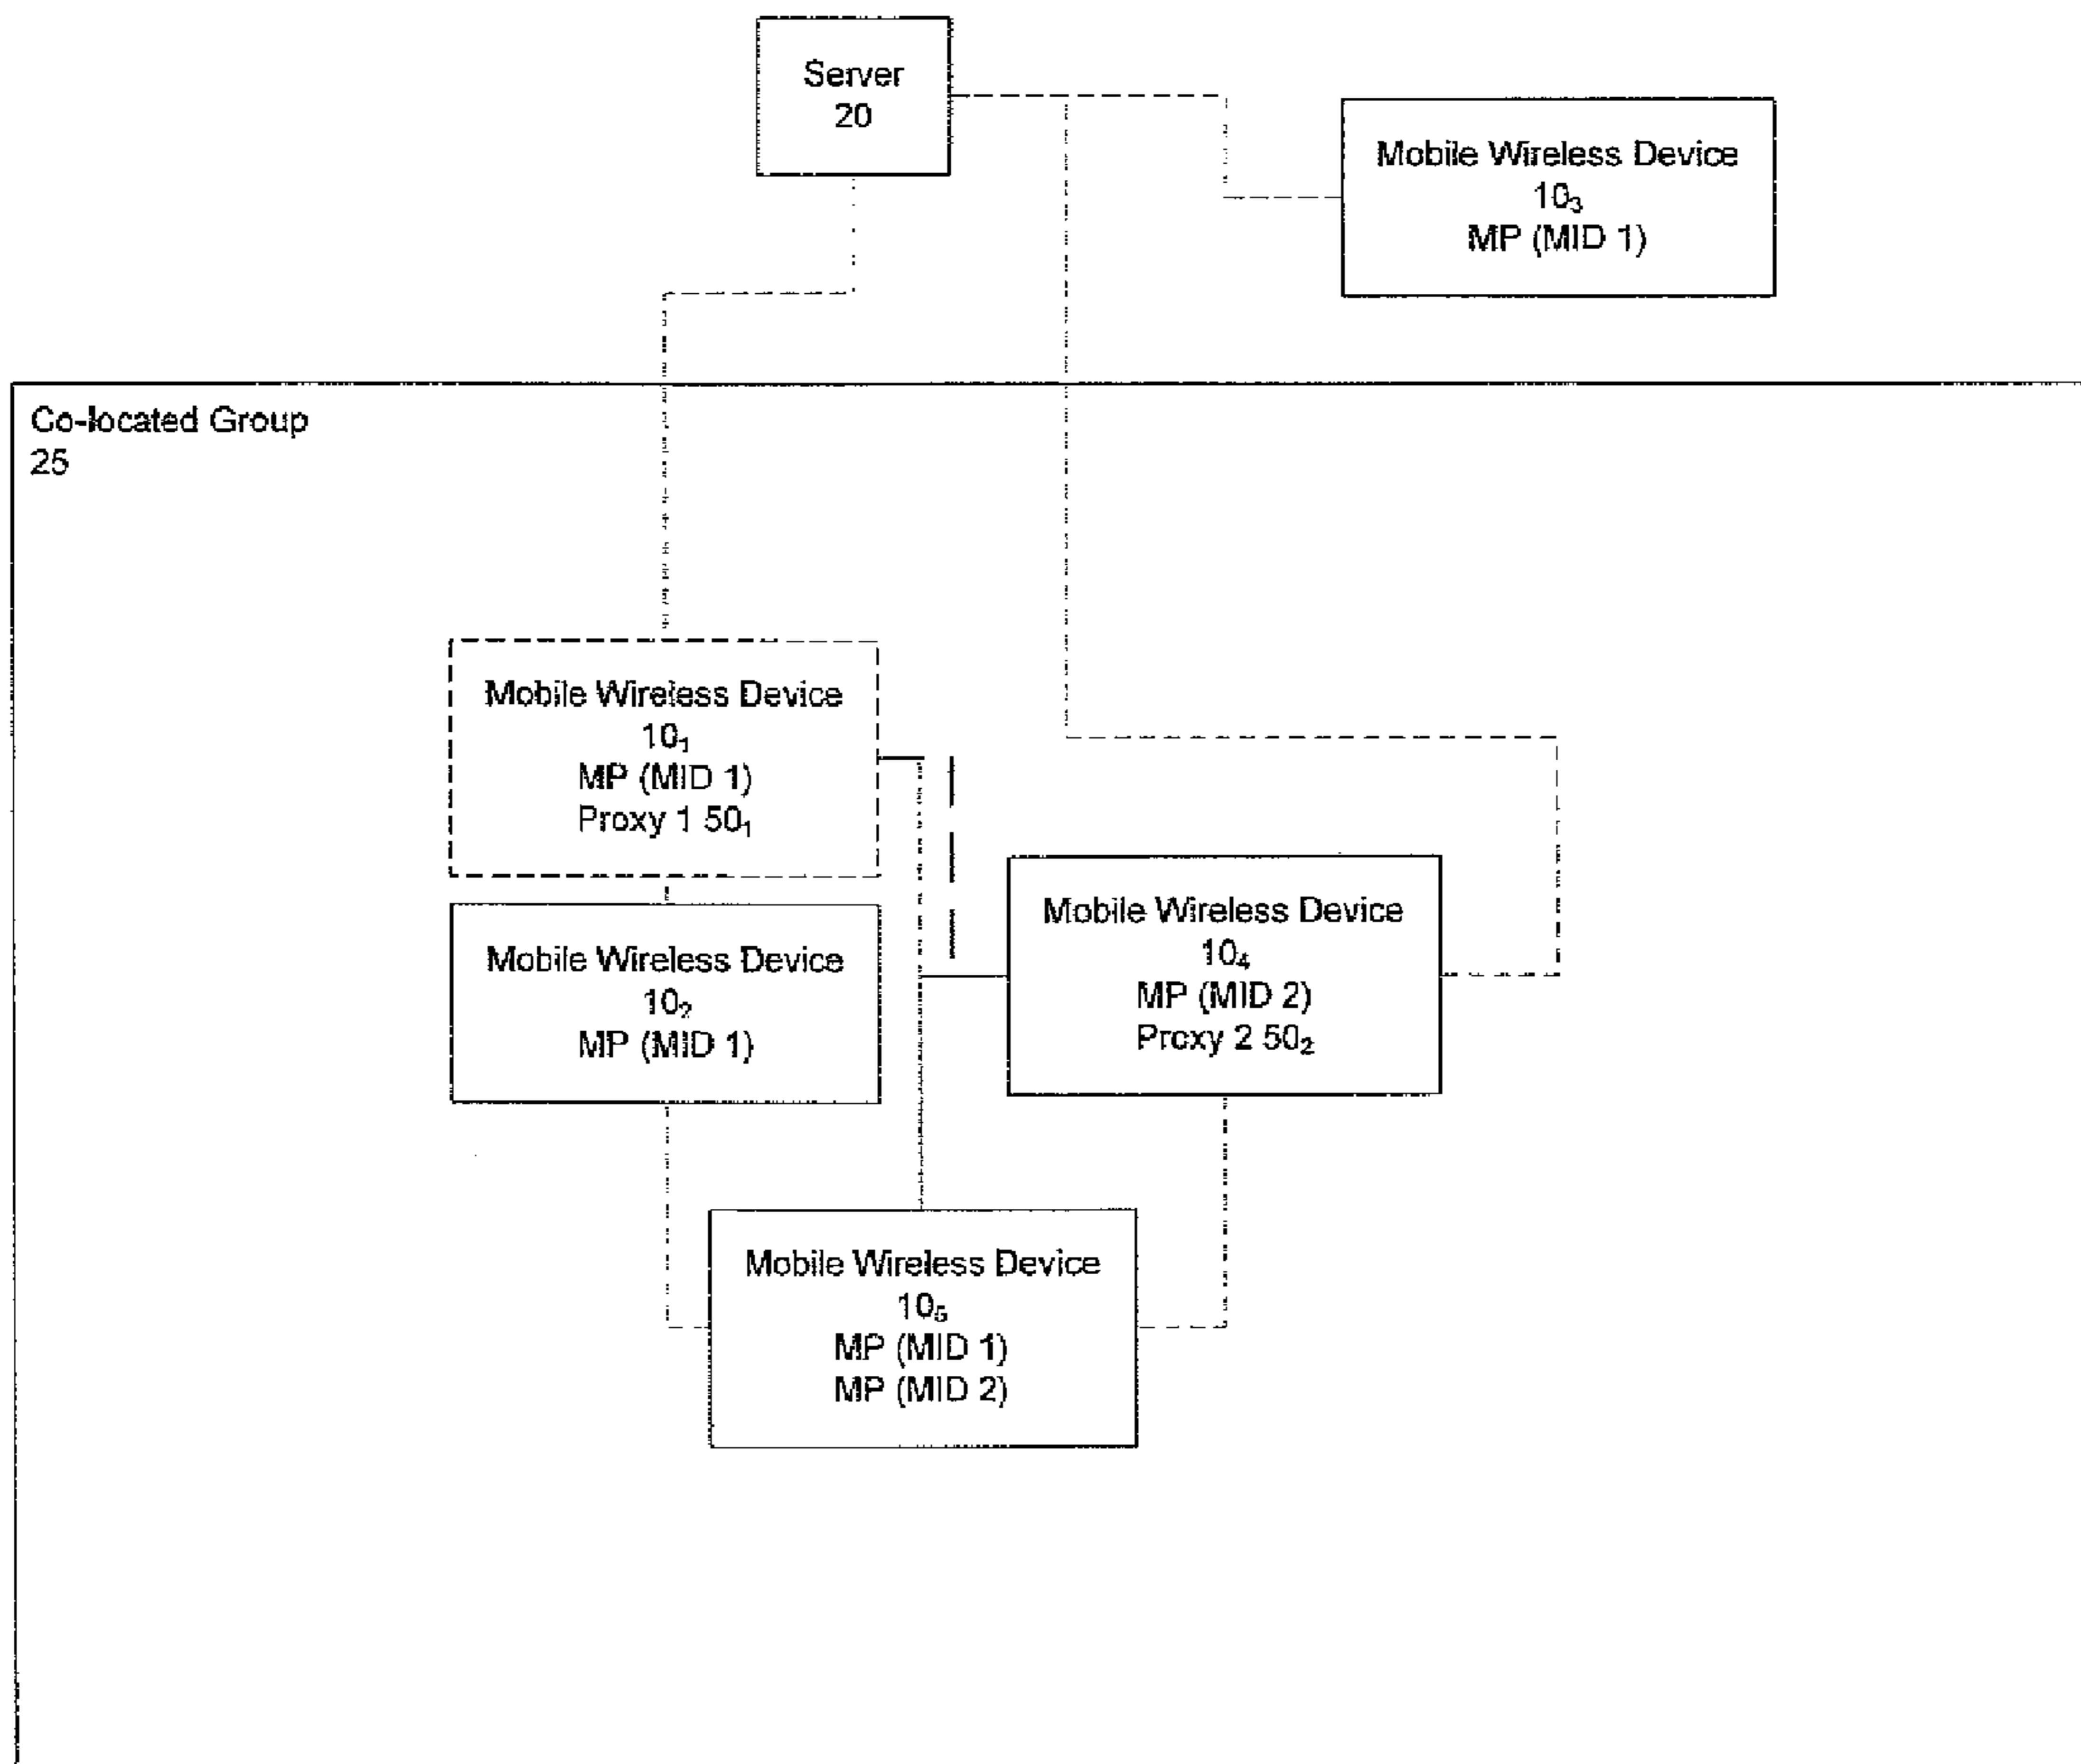 Server
20
Mobile Wireless Device
10₃
MP (MID 1)
Co-located Group
25
Mobile Wireless Device
10₁
MP (MID 1)
Proxy 1 50₁
Mobile Wireless Device
10₂
MP (MID 1)
Mobile Wireless Device
10₄
MP (MID 2)
Proxy 2 50₂
Mobile Wireless Device
10₅
MP (MID 1)
MP (MID 2)